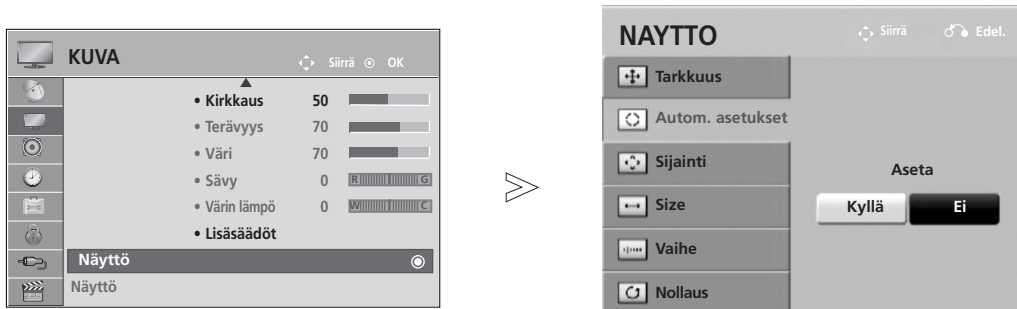 KUVA
Siirrä OK
• Kirkkaus 50
• Terävyys 70
• Väri 70
• Sävy 0 R G
• Värin lämpö 0 W C
• Lisäsäädöt
Näyttö
Näyttö
NAYTTO
Siirrä Edel.
Tarkkuus
Autom. asetukset
Sijainti
Size
Vaihe
Nollaus
Aseta
Kyllä Ei